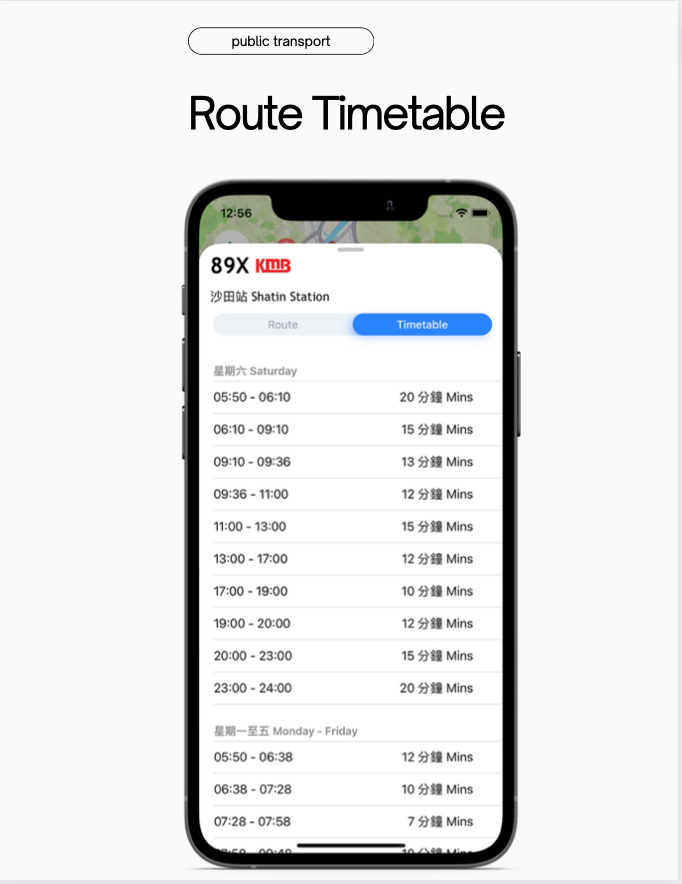 public transport
Route Timetable
12:56
89X KMB
沙田站 Shatin Station
Route Timetable
星期六 Saturday
05:50 - 06:10 20 分鐘 Mins
06:10 - 09:10 15 分鐘 Mins
09:10 - 09:36 13 分鐘 Mins
09:36 - 11:00 12 分鐘 Mins
11:00 - 13:00 15 分鐘 Mins
13:00 - 17:00 12 分鐘 Mins
17:00 - 19:00 10 分鐘 Mins
19:00 - 20:00 12 分鐘 Mins
20:00 - 23:00 15 分鐘 Mins
23:00 - 24:00 20 分鐘 Mins
星期一至五 Monday - Friday
05:50 - 06:38 12 分鐘 Mins
06:38 - 07:28 10 分鐘 Mins
07:28 - 07:58 7 分鐘 Mins